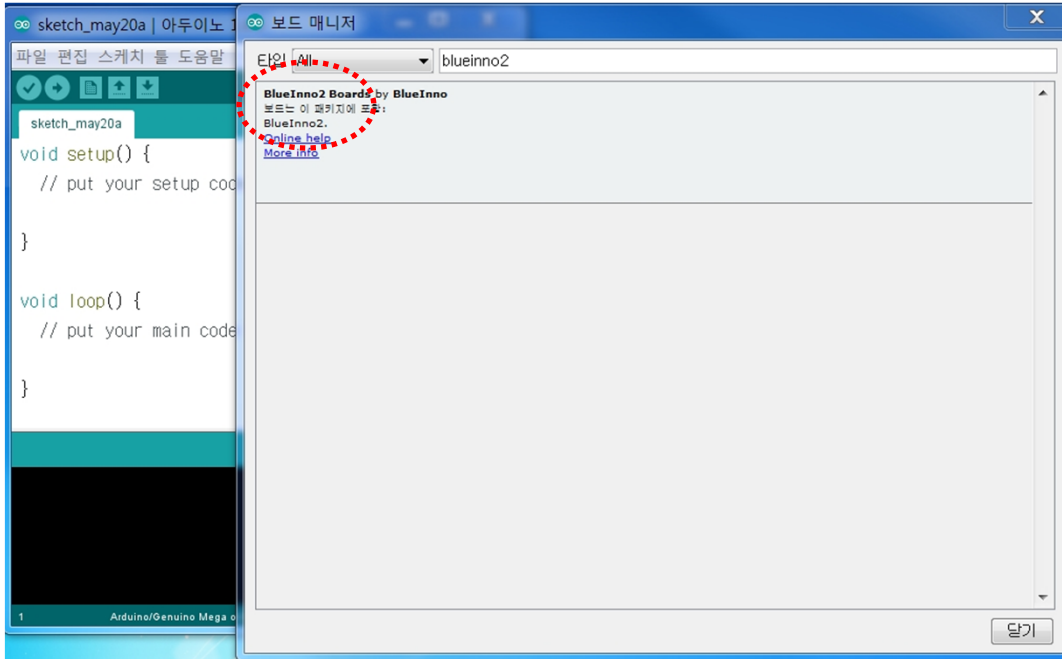 sketch_may20a | 아두이노 1
파일 편집 스케치 툴 도움말
sketch_may20a
void setup() {
// put your setup cod
}
void loop() {
// put your main code
}
1
Arduino/Genuino Mega o
보드 매니저
타입 All
blueinno2
BlueInno2 Boards by BlueInno
보드는 이 패키지에 포함:
BlueInno2.
Online help
More info
닫기